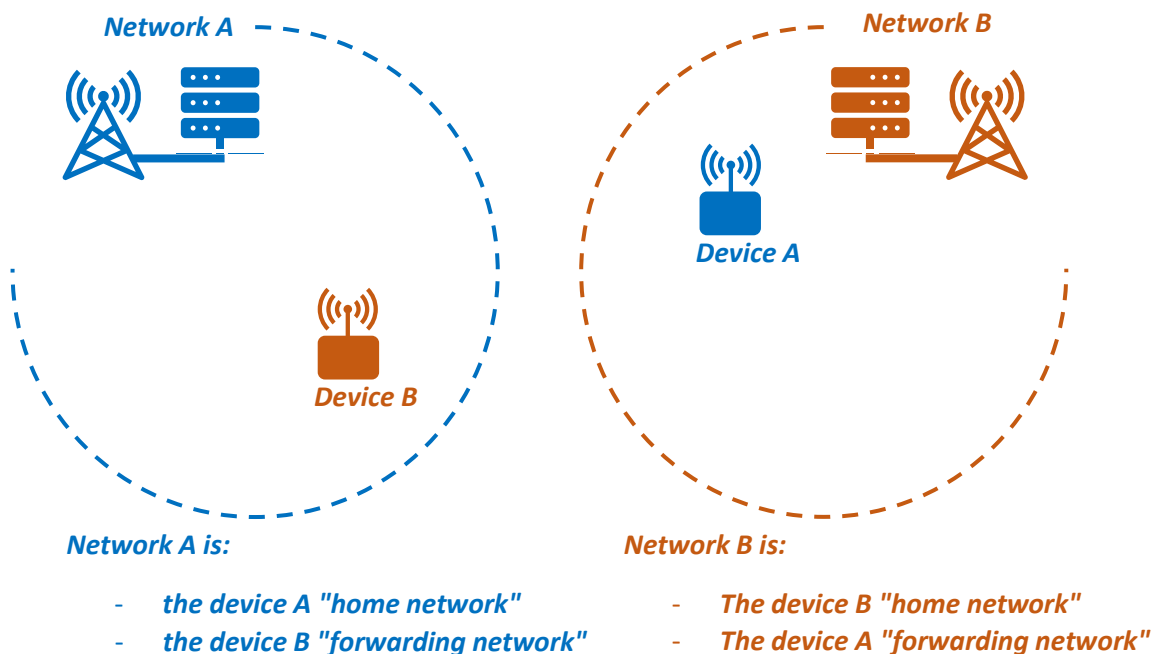 Network A
Network B
Device A
Device B
Network A is:
- the device A "home network"
- the device B "forwarding network"
Network B is:
- The device B "home network"
- The device A "forwarding network"